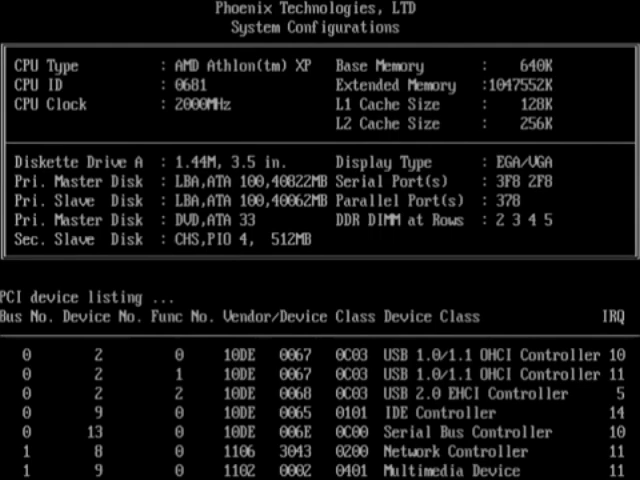 Phoenix Technologies, LTD
System Configurations
CPU Type : AMD Athlon(tm) XP Base Memory : 640K
CPU ID : 0681 Extended Memory :1047552K
CPU Clock : 2000MHz L1 Cache Size : 128K
L2 Cache Size : 256K
Diskette Drive A : 1.44M, 3.5 in. Display Type : EGA/VGA
Pri. Master Disk : LBA,ATA 100,40822MB Serial Port(s) : 3F8 2F8
Pri. Slave Disk : LBA,ATA 100,40062MB Parallel Port(s) : 378
Pri. Master Disk : DVD,ATA 33 DDR DIMM at Rows : 2 3 4 5
Sec. Slave Disk : CHS,PIO 4, 512MB
PCI device listing ...
Bus No. Device No. Func No. Vendor/Device Class Device Class IRQ
0 2 0 10DE 0067 0C03 USB 1.0/1.1 OHCI Controller 10
0 2 1 10DE 0067 0C03 USB 1.0/1.1 OHCI Controller 11
0 2 2 10DE 0068 0C03 USB 2.0 EHCI Controller 5
0 9 0 10DE 0065 0101 IDE Controller 14
0 13 0 10DE 006E 0C00 Serial Bus Controller 10
1 8 0 1106 3043 0200 Network Controller 11
1 9 0 1102 0002 0401 Multimedia Device 11